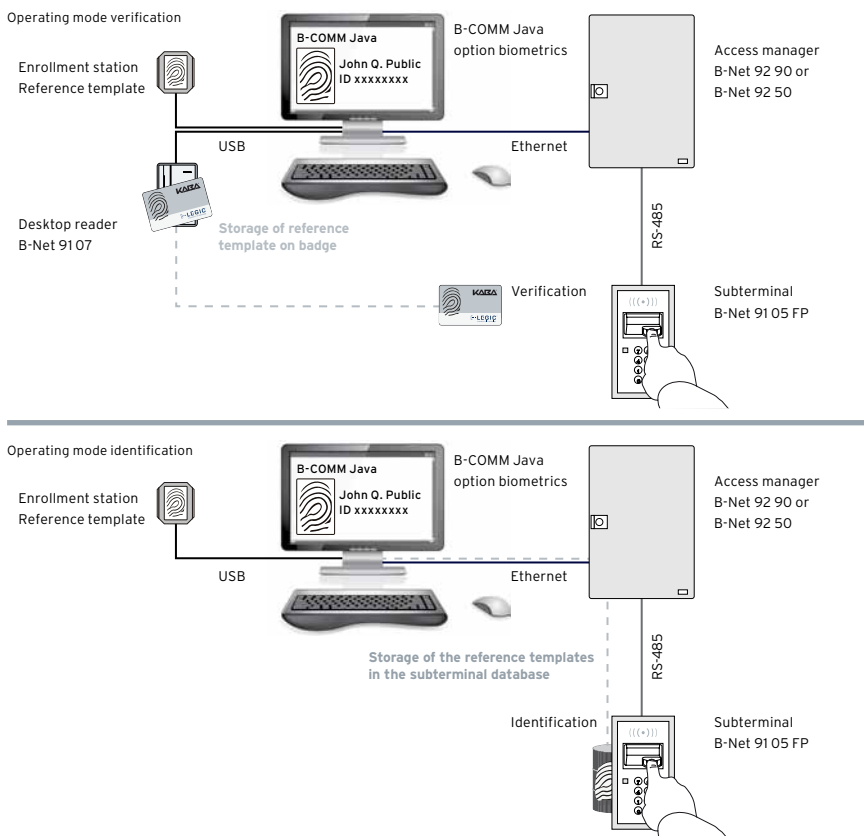 Operating mode verification
Enrollment station
Reference template
B-COMM Java
John Q. Public
ID xxxxxxxx
B-COMM Java
option biometrics
Access manager
B-Net 92 90 or
B-Net 92 50
USB
Ethernet
KABA
LEGIC
Desktop reader
B-Net 91 07
Storage of reference
template on badge
RS-485
KABA
LEGIC
Verification
Subterminal
B-Net 91 05 FP
Operating mode identification
Enrollment station
Reference template
B-COMM Java
John Q. Public
ID xxxxxxxx
B-COMM Java
option biometrics
Access manager
B-Net 92 90 or
B-Net 92 50
USB
Ethernet
Storage of the reference templates
in the subterminal database
RS-485
Identification
Subterminal
B-Net 91 05 FP